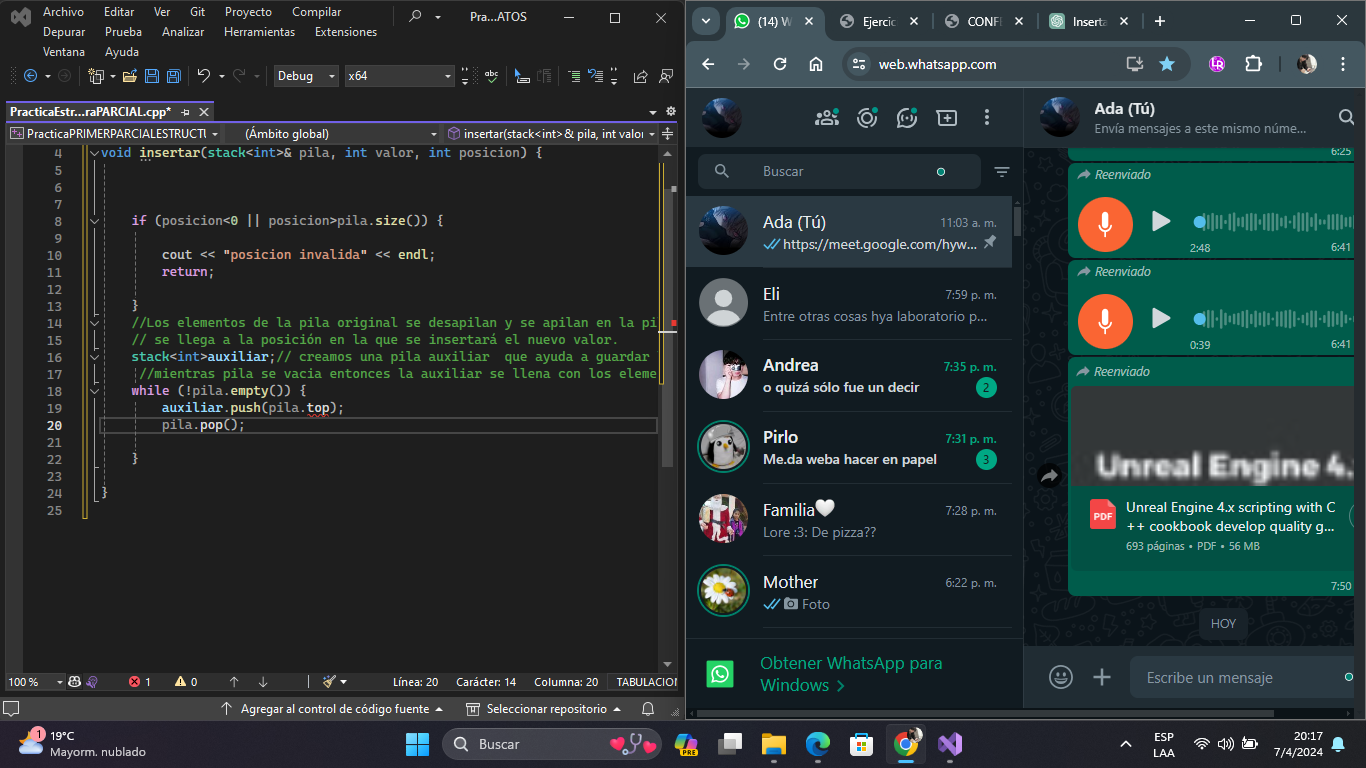 Archivo Editar Ver Git Proyecto Compilar
Depurar Prueba Analizar Herramientas Extensiones
Ventana Ayuda
Pra...ATOS
Debug x64
PracticaEstr...raPARCIAL.cpp*
PracticaPRIMERPARCIALESTRUCTU (Ámbito global) insertar(stack<int>& pila, int valor
4 void insertar(stack<int>& pila, int valor, int posicion) {
5
6
7
8 if (posicion<0 || posicion>pila.size()) {
9
10 cout << "posicion invalida" << endl;
11 return;
12
13 }
14 //Los elementos de la pila original se desapilan y se apilan en la pi
15 // se llega a la posición en la que se insertará el nuevo valor.
16 stack<int>auxiliar;// creamos una pila auxiliar  que ayuda a guardar
17 //mientras pila se vacia entonces la auxiliar se llena con los eleme
18 while (!pila.empty()) {
19 auxiliar.push(pila.top);
20 pila.pop();
21
22 }
23
24 }
25
100 % 1 0 Línea: 20 Carácter: 14 Columna: 20 TABULACION
Agregar al control de código fuente Seleccionar repositorio
(14) W Ejercic CONFI Inserta
web.whatsapp.com
LR
Buscar
Ada (Tú) 11:03 a. m.
https://meet.google.com/hyw...
Eli 7:59 p. m.
Entre otras cosas hya laboratorio p...
Andrea 7:35 p. m.
o quizá sólo fue un decir 2
Pirlo 7:31 p. m.
Me.da weba hacer en papel 3
Familia🤍 7:28 p. m.
Lore :3: De pizza??
Mother 6:22 p. m.
Foto
Obtener WhatsApp para
Windows
Ada (Tú)
Envía mensajes a este mismo núme...
6:25
Reenviado
2:48 6:41
Reenviado
0:39 6:41
Reenviado
Unreal Engine 4.x
PDF
Unreal Engine 4.x scripting with C
++ cookbook develop quality g...
693 páginas • PDF • 56 MB
7:50
HOY
Escribe un mensaje
1
19°C
Mayorm. nublado
Buscar
PRE
ESP
LAA
20:17
7/4/2024